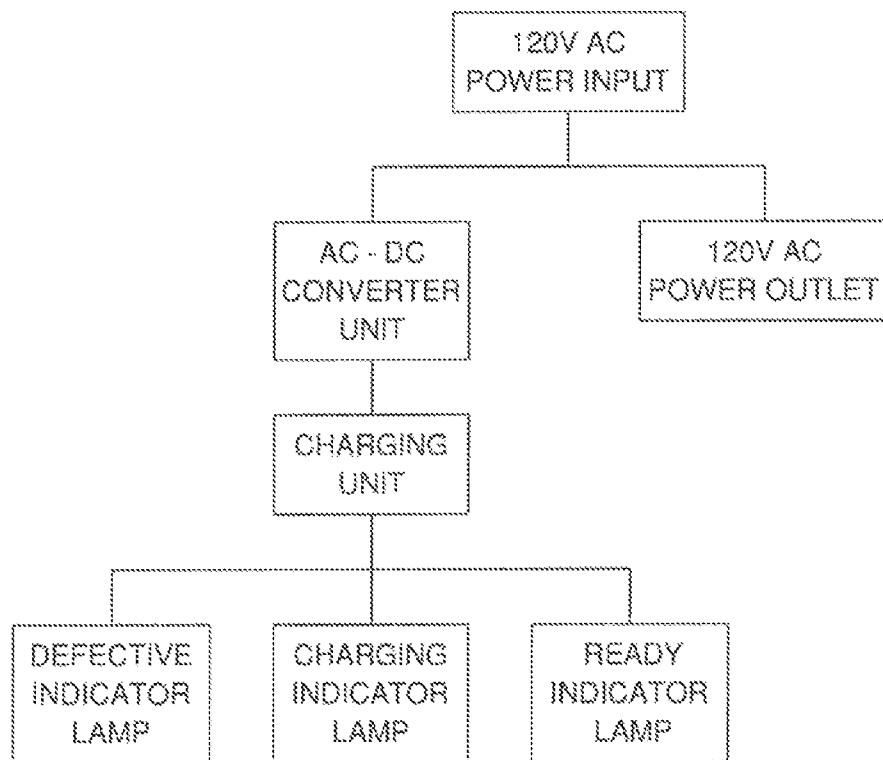 120V AC
POWER INPUT
AC - DC
CONVERTER
UNIT
120V AC
POWER OUTLET
CHARGING
UNIT
DEFECTIVE
INDICATOR
LAMP
CHARGING
INDICATOR
LAMP
READY
INDICATOR
LAMP